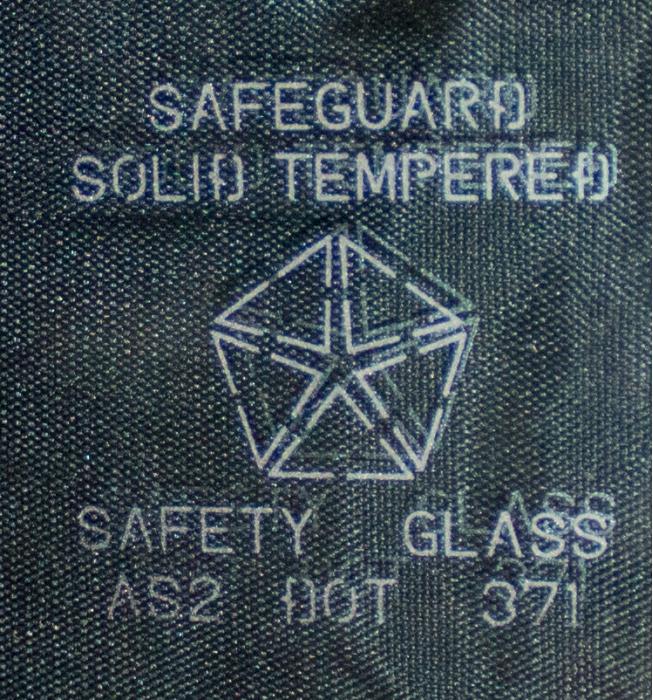 SAFEGUARD
SOLID TEMPERED
SAFETY GLASS
AS2 DOT 371